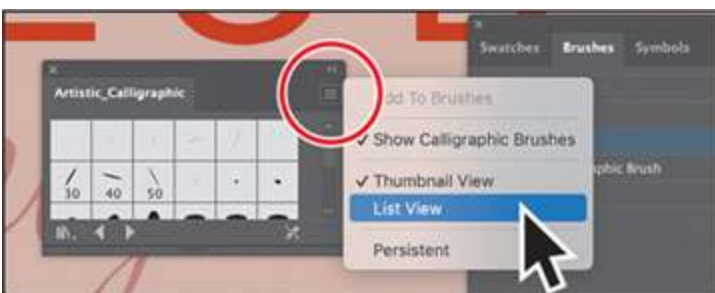 Swatches Brushes Symbols
Artistic_Calligraphic
Add To Brushes
Show Calligraphic Brushes
Brush
30 40 50
Thumbnail View
List View
Persistent